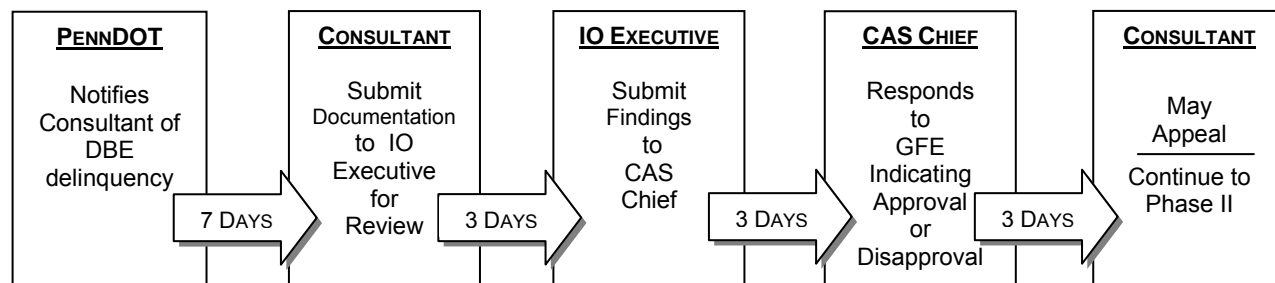 PENNDOT
Notifies
Consultant of
DBE
delinquency
7 DAYS
CONSULTANT
Submit
Documentation
to IO
Executive
for
Review
3 DAYS
IO EXECUTIVE
Submit
Findings
to
CAS
Chief
3 DAYS
CAS CHIEF
Responds
to
GFE
Indicating
Approval
or
Disapproval
3 DAYS
CONSULTANT
May
Appeal
Continue to
Phase II